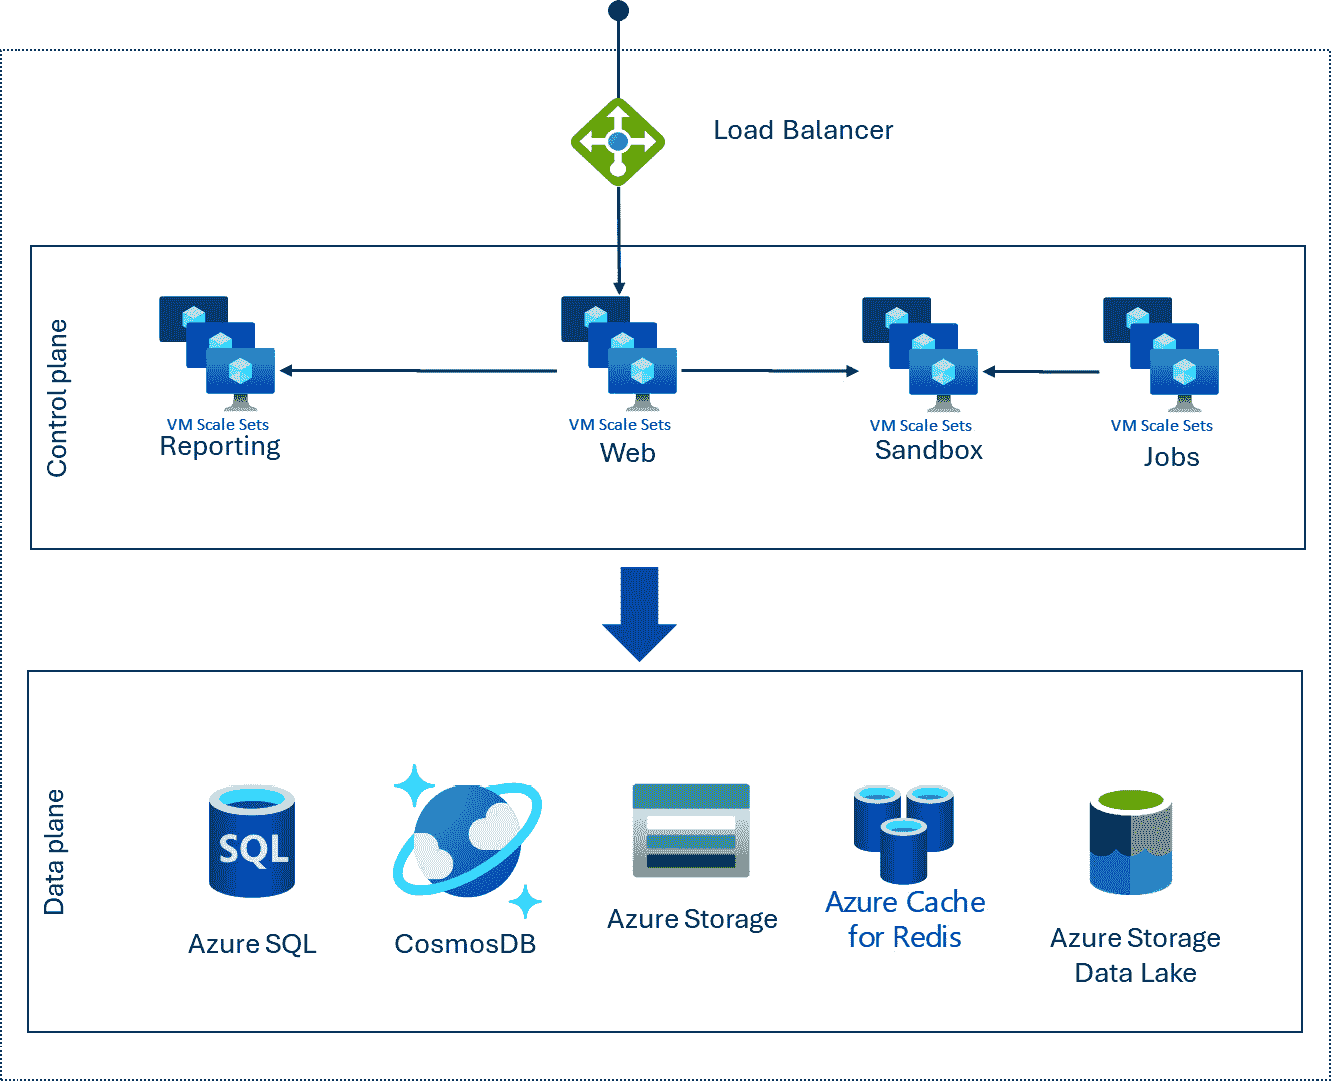 Load Balancer
Control plane
VM Scale Sets
Reporting
VM Scale Sets
Web
VM Scale Sets
Sandbox
VM Scale Sets
Jobs
Data plane
SQL
Azure SQL
CosmosDB
Azure Storage
Azure Cache
for Redis
Azure Storage
Data Lake